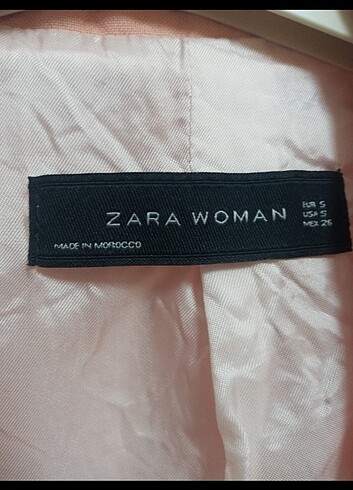 ZARA WOMAN
EUR S
USA S
MEX 26
MADE IN MOROCCO